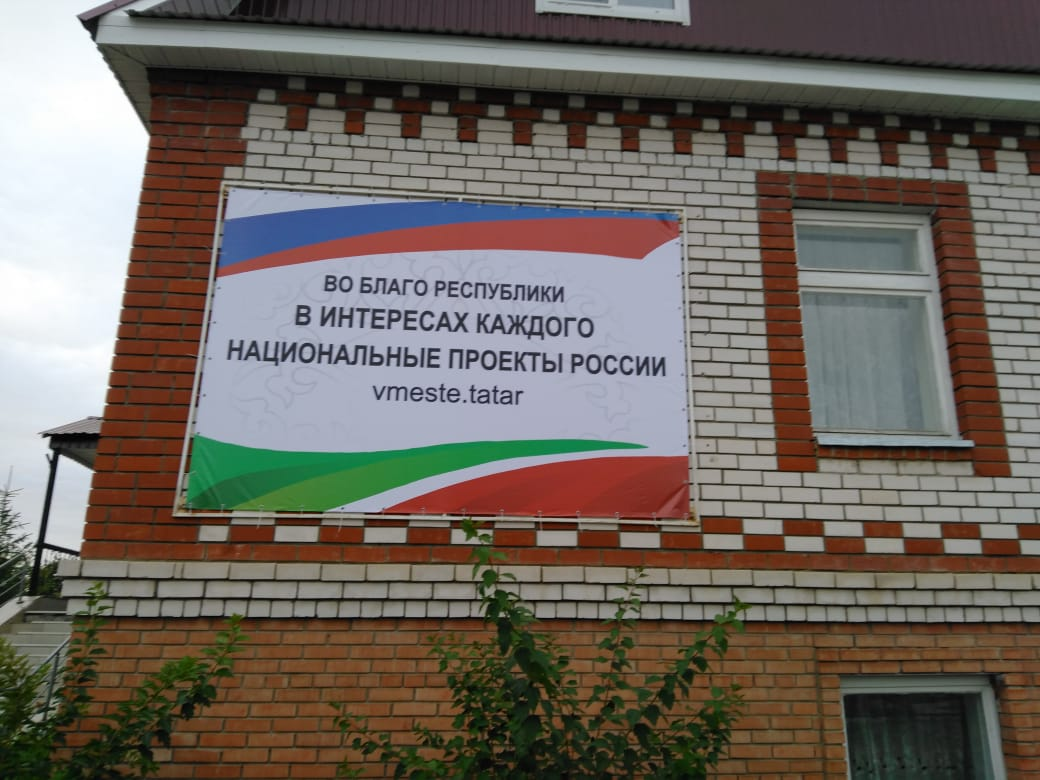 ВО БЛАГО РЕСПУБЛИКИ
В ИНТЕРЕСАХ КАЖДОГО
НАЦИОНАЛЬНЫЕ ПРОЕКТЫ РОССИИ
vmeste.tatar